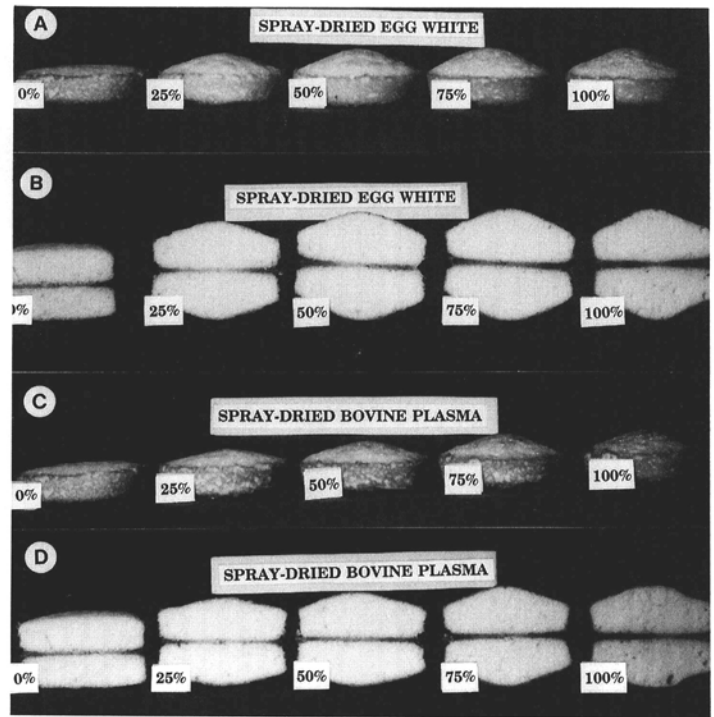 A
SPRAY-DRIED EGG WHITE
0%
25%
50%
75%
100%
B
SPRAY-DRIED EGG WHITE
0%
25%
50%
75%
100%
C
SPRAY-DRIED BOVINE PLASMA
0%
25%
50%
75%
100%
D
SPRAY-DRIED BOVINE PLASMA
0%
25%
50%
75%
100%